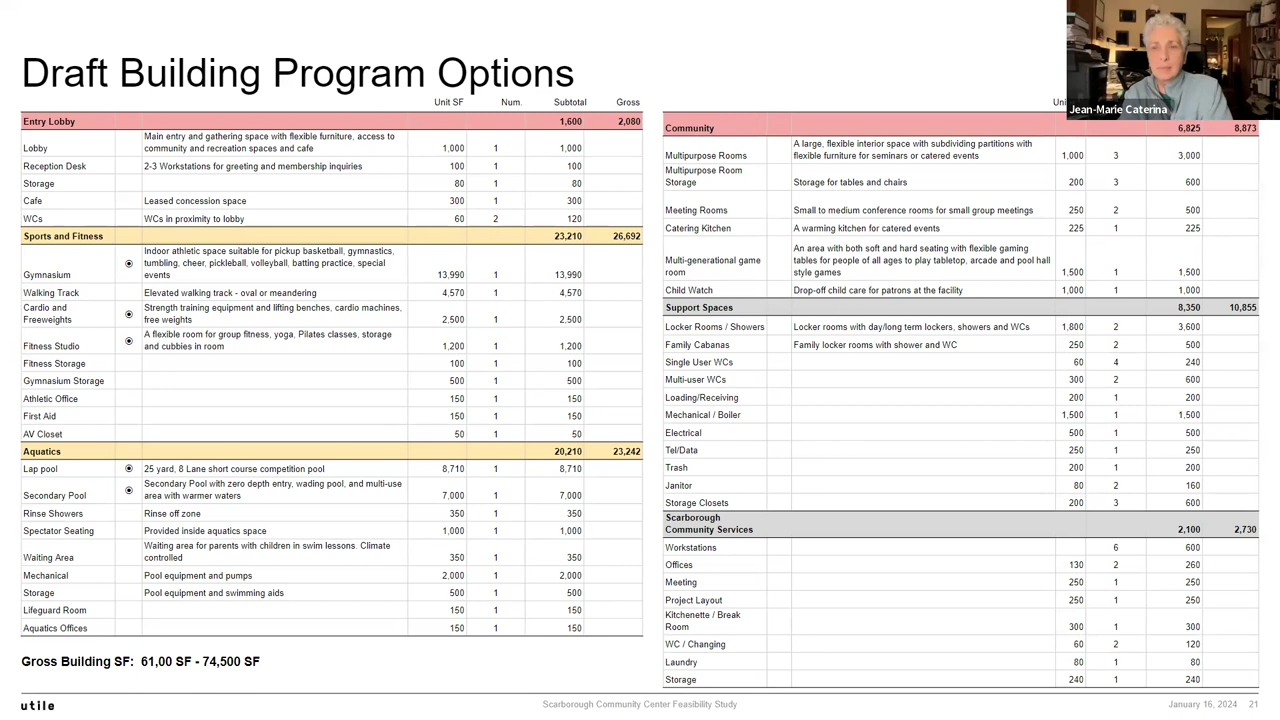 Draft Building Program Options
Unit SF Num. Subtotal Gross
Entry Lobby 1,600 2,080
Main entry and gathering space with flexible furniture, access to
Lobby community and recreation spaces and cafe 1,000 1 1,000
Reception Desk 2-3 Workstations for greeting and membership inquiries 100 1 100
Storage 80 1 80
Cafe Leased concession space 300 1 300
WCs WCs in proximity to lobby 60 2 120
Sports and Fitness 23,210 26,692
Indoor athletic space suitable for pickup basketball, gymnastics,
tumbling, cheer, pickleball, volleyball, batting practice, special
Gymnasium events 13,990 1 13,990
Walking Track Elevated walking track - oval or meandering 4,570 1 4,570
Cardio and Strength training equipment and lifting benches, cardio machines,
Freeweights free weights 2,500 1 2,500
A flexible room for group fitness, yoga, Pilates classes, storage
Fitness Studio and cubbies in room 1,200 1 1,200
Fitness Storage 100 1 100
Gymnasium Storage 500 1 500
Athletic Office 150 1 150
First Aid 150 1 150
AV Closet 50 1 50
Aquatics 20,210 23,242
Lap pool 25 yard, 8 Lane short course competition pool 8,710 1 8,710
Secondary Pool with zero depth entry, wading pool, and multi-use
Secondary Pool area with warmer waters 7,000 1 7,000
Rinse Showers Rinse off zone 350 1 350
Spectator Seating Provided inside aquatics space 1,000 1 1,000
Waiting area for parents with children in swim lessons. Climate
Waiting Area controlled 350 1 350
Mechanical Pool equipment and pumps 2,000 1 2,000
Storage Pool equipment and swimming aids 500 1 500
Lifeguard Room 150 1 150
Aquatics Offices 150 1 150
Gross Building SF: 61,00 SF - 74,500 SF
Jean-Marie Caterina
Community 6,825 8,873
A large, flexible interior space with subdividing partitions with
Multipurpose Rooms flexible furniture for seminars or catered events 1,000 3 3,000
Multipurpose Room
Storage Storage for tables and chairs 200 3 600
Meeting Rooms Small to medium conference rooms for small group meetings 250 2 500
Catering Kitchen A warming kitchen for catered events 225 1 225
An area with both soft and hard seating with flexible gaming
Multi-generational game tables for people of all ages to play tabletop, arcade and pool hall
room style games 1,500 1 1,500
Child Watch Drop-off child care for patrons at the facility 1,000 1 1,000
Support Spaces 8,350 10,855
Locker Rooms / Showers Locker rooms with day/long term lockers, showers and WCs 1,800 2 3,600
Family Cabanas Family locker rooms with shower and WC 250 2 500
Single User WCs 60 4 240
Multi-user WCs 300 2 600
Loading/Receiving 200 1 200
Mechanical / Boiler 1,500 1 1,500
Electrical 500 1 500
Tel/Data 250 1 250
Trash 200 1 200
Janitor 80 2 160
Storage Closets 200 3 600
Scarborough
Community Services 2,100 2,730
Workstations 6 600
Offices 130 2 260
Meeting 250 1 250
Project Layout 250 1 250
Kitchenette / Break
Room 300 1 300
WC / Changing 60 2 120
Laundry 80 1 80
Storage 240 1 240
utile Scarborough Community Center Feasibility Study January 16, 2024 21